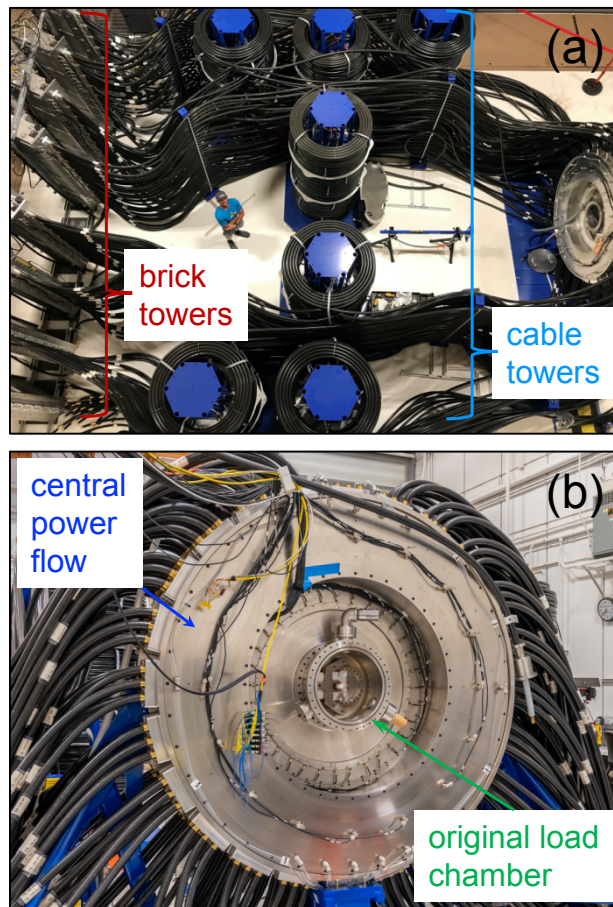 (a)
brick
towers
cable
towers
central
power
flow
(b)
original load
chamber